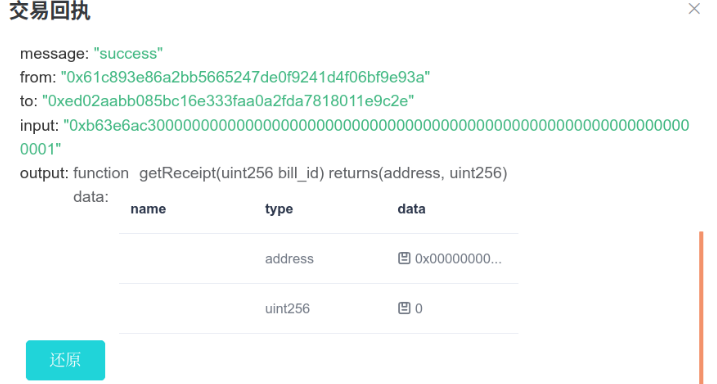 交易回执
message: "success"
from: "0x61c893e86a2bb5665247de0f9241d4f06bf9e93a"
to: "0xed02aabb085bc16e333faa0a2fda7818011e9c2e"
input: "0xb63e6ac3000000000000000000000000000000000000000000000000000000000000
0001"
output: function getReceipt(uint256 bill_id) returns(address, uint256)
data:
name type data
address 0x00000000...
uint256 0
还原